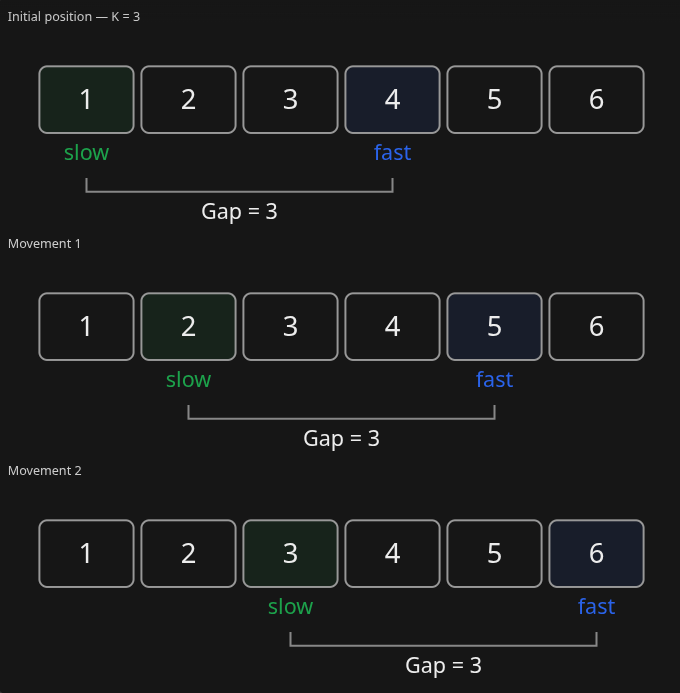 Initial position — K = 3
1 2 3 4 5 6
slow fast
Gap = 3
Movement 1
1 2 3 4 5 6
slow fast
Gap = 3
Movement 2
1 2 3 4 5 6
slow fast
Gap = 3